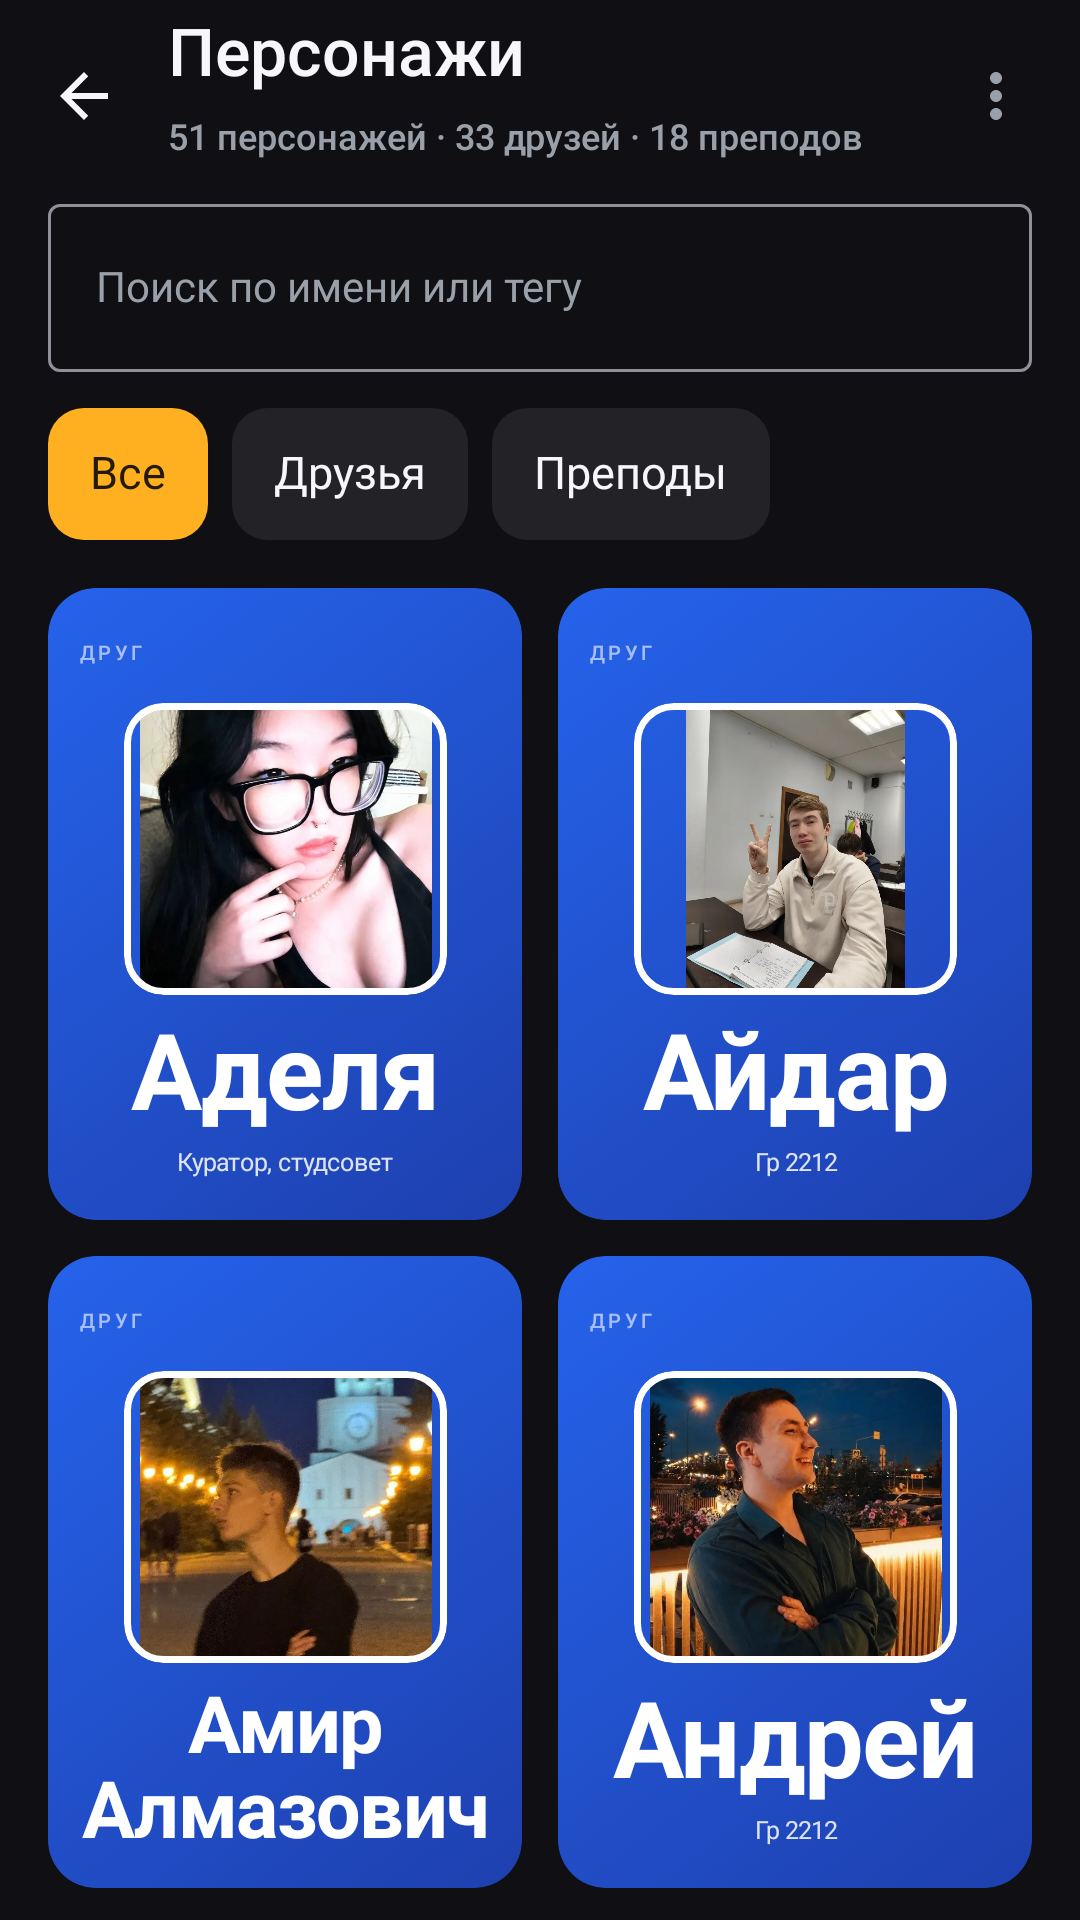 Персонажи
51 персонажей · 33 друзей · 18 преподов
Поиск по имени или тегу
Все
Друзья
Преподы
ДРУГ
ДРУГ
Аделя
Айдар
Куратор, студсовет
Гр 2212
ДРУГ
ДРУГ
Амир
Алмазович
Андрей
Гр 2212